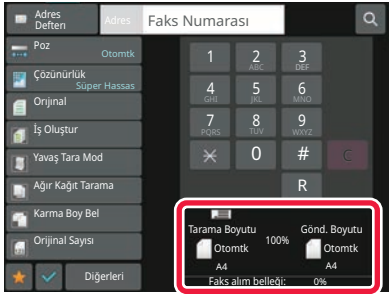 Adres
Defteri
Adres
Faks Numarası
Poz
Otomtk
Çözünürlük
Süper Hassas
Orijinal
İş Oluştur
Yavaş Tara Mod
Ağır Kağıt Tarama
Karma Boy Bel
Orijinal Sayısı
Diğerleri
1
2
ABC
3
DEF
4
GHI
5
JKL
6
MNO
7
PQRS
8
TUV
9
WXYZ
0
#
C
R
Tarama Boyutu
Gönd. Boyutu
Otomtk
100%
Otomtk
A4
A4
Faks alım belleği: 0%